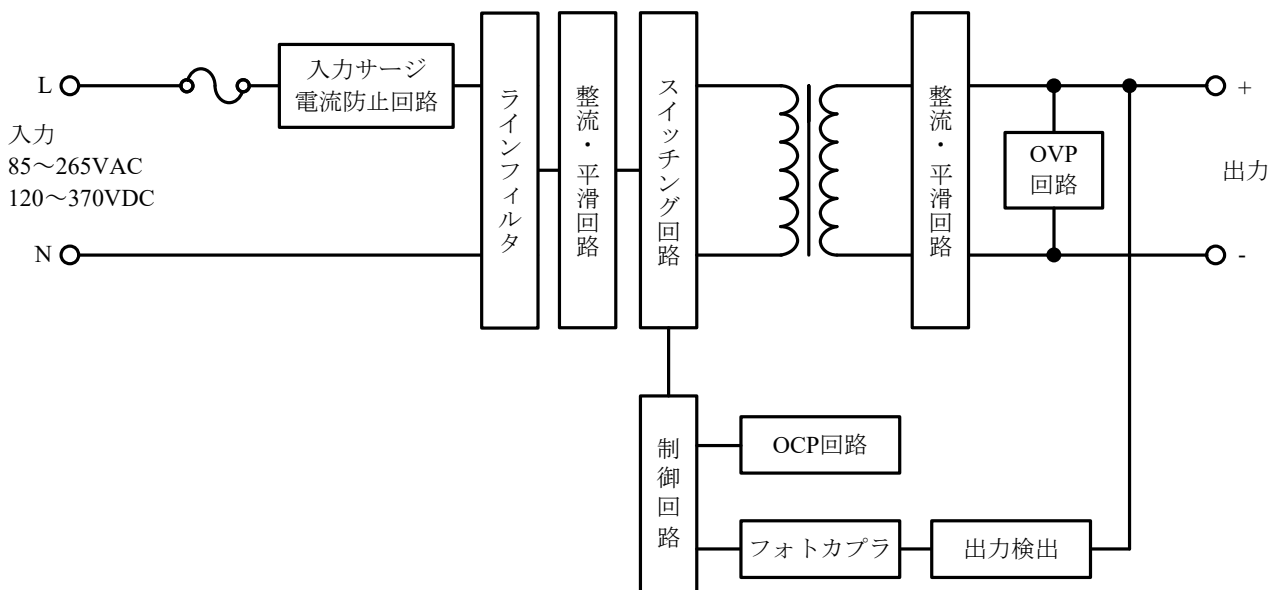 L
入力サージ
電流防止回路
入力
85～265VAC
120～370VDC
N
ラインフィルタ
整流・平滑回路
スイッチング回路
整流・平滑回路
OVP
回路
+
出力
-
制御回路
OCP回路
フォトカプラ
出力検出